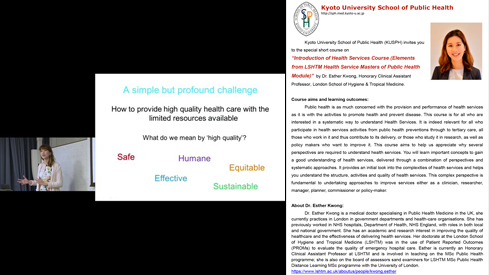 A simple but profound challenge
How to provide high quality health care with the
limited resources available
What do we mean by 'high quality'?
Safe
Humane
Equitable
Effective
Sustainable
Kyoto University School of Public Health
Kyoto University School of Public Health (KUSPH) invites you
to the special short course on
"Introduction of Health Services Course (Elements
from LSHTM Health Service Masters of Public Health
Module)" by Dr. Esther Kwong, Honorary Clinical Assistant
Professor, London School of Hygiene & Tropical Medicine.
Course aims and learning outcomes:
Public health is as much concerned with the provision and performance of health services
as it is with the activities to promote health and prevent disease. This course is for all who are
interested in a systematic way to understand Health Services. It is indeed relevant for all who
participate in health services activities from public health preventions through to tertiary care, all
those who work in it and thus contribute to its delivery, or those who study it in research, as well as
policy makers who want to improve it. This course aims to help us appreciate why several
perspectives are required to understand health services. You will learn important concepts to gain
a good understanding of health services, delivered through a combination of perspectives and
systematic approaches. It provides an initial look into the complexities of health services and helps
you understand the structure, activities and quality of health services. This complex perspective is
fundamental to undertaking approaches to improve services either as a clinician, researcher,
manager, planner, commissioner or policy-maker.
About Dr. Esther Kwong:
Dr. Esther Kwong is a medical doctor specialising in Public Health Medicine in the UK, she
currently practices in London in government departments and health-care organisations. She has
previously worked in NHS hospitals, Department of Health, NHS England, with roles in both local
and national government. She has an academic and research interest in improving the quality of
healthcare and the effectiveness of delivering health services. Her doctorate at the London School
of Hygiene and Tropical Medicine (LSHTM) was in the use of Patient Reported Outcomes
(PROMs) to evaluate the quality of emergency hospital care. Esther is currently an Honorary
Clinical Assistant Professor at LSHTM and is involved in teaching on the MSc Public Health
programme; she is also on the board of assessors and examiners for LSHTM MSc Public Health
Distance Learning MSc programme with the University of London.
https://www.lshtm.ac.uk/aboutus/people/kwong.esther